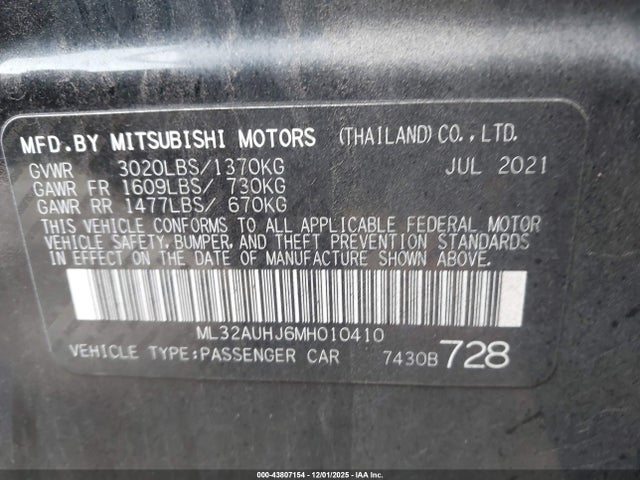 MFD.BY MITSUBISHI MOTORS (THAILAND)CO.,LTD.
GVWR 3020LBS/1370KG JUL 2021
GAWR FR 1609LBS/ 730KG
GAWR RR 1477LBS/ 670KG
THIS VEHICLE CONFORMS TO ALL APPLICABLE FEDERAL MOTOR
VEHICLE SAFETY,BUMPER,AND THEFT PREVENTION STANDARDS
IN EFFECT ON THE DATE OF MANUFACTURE SHOWN ABOVE.
ML32AUHJ6MH010410
VEHICLE TYPE:PASSENGER CAR 7430B 728
000-43807154 - 12/01/2025 - IAA Inc.